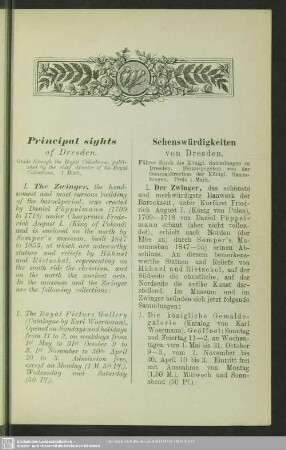 Principal sights
of Dresden.
Guide through the Royal Collections, publi-
shed by the chief director of the Royal
Collections. 1 Mark.
1. The Zwinger, the hand-
somest and most curious building
of the barockperiod, was created
by Daniel Pöppelmann (1709
to 1718) under Churprince Frede-
rich August I. (King of Poland)
and is enclosed on the north by
Semper's museum, built 1847
to 1855, at which are noteworthy
statues and reliefs by Hähnel
and Rietschel, representing on
the south side the christian, and
on the north the ancient arts.
In the museum and the Zwinger
are the following collections:
1. The Royal Picture Gallery
(Catalogue by Karl Woermann),
Opened on Sundays and holidays
from 11 to 2, on weekdays from
1st May to 31st October 9 to
3, 1st November to 30th April
10 to 3. Admission free,
except on Monday (1 M. 50 Pf.),
Wednesday and Saturday
(50 Pf.).
Sehenswürdigkeiten
von Dresden.
Führer durch die Königl. Sammlungen zu
Dresden. Herausgegeben von der
Generaldirection der Königl. Samm-
lungen. Preis 1 Mark.
1. Der Zwinger, das schönste
und merkwürdigste Bauwerk der
Barockzeit, unter Kurfürst Fried-
rich August I. (König von Polen),
1709–1718 von Daniel Pöppel-
mann erbaut (aber nicht vollen-
det), erhielt nach Norden (der
Elbe zu) durch Semper's Mu-
seumsbau 1847–1855 seinen Ab-
schluss. An diesem bemerkens-
werthe Statuen und Reliefs von
Hähnel und Rietschel, auf der
Südseite die christliche, auf der
Nordseite die antike Kunst dar-
stellend. Im Museum und im
Zwinger befinden sich jetzt folgende
Sammlungen:
1. Die königliche Gemälde-
galerie (Katalog von Karl
Woermann). Geöffnet: Sonntag
und Feiertag 11–2, an Wochen-
tagen vom 1. Mai bis 31. October
9–3, vom 1. November bis
30. April 10 bis 3. Eintritt frei
mit Ausnahme von Montag
(1,50 M.), Mittwoch und Sonn-
abend (50 Pf.).